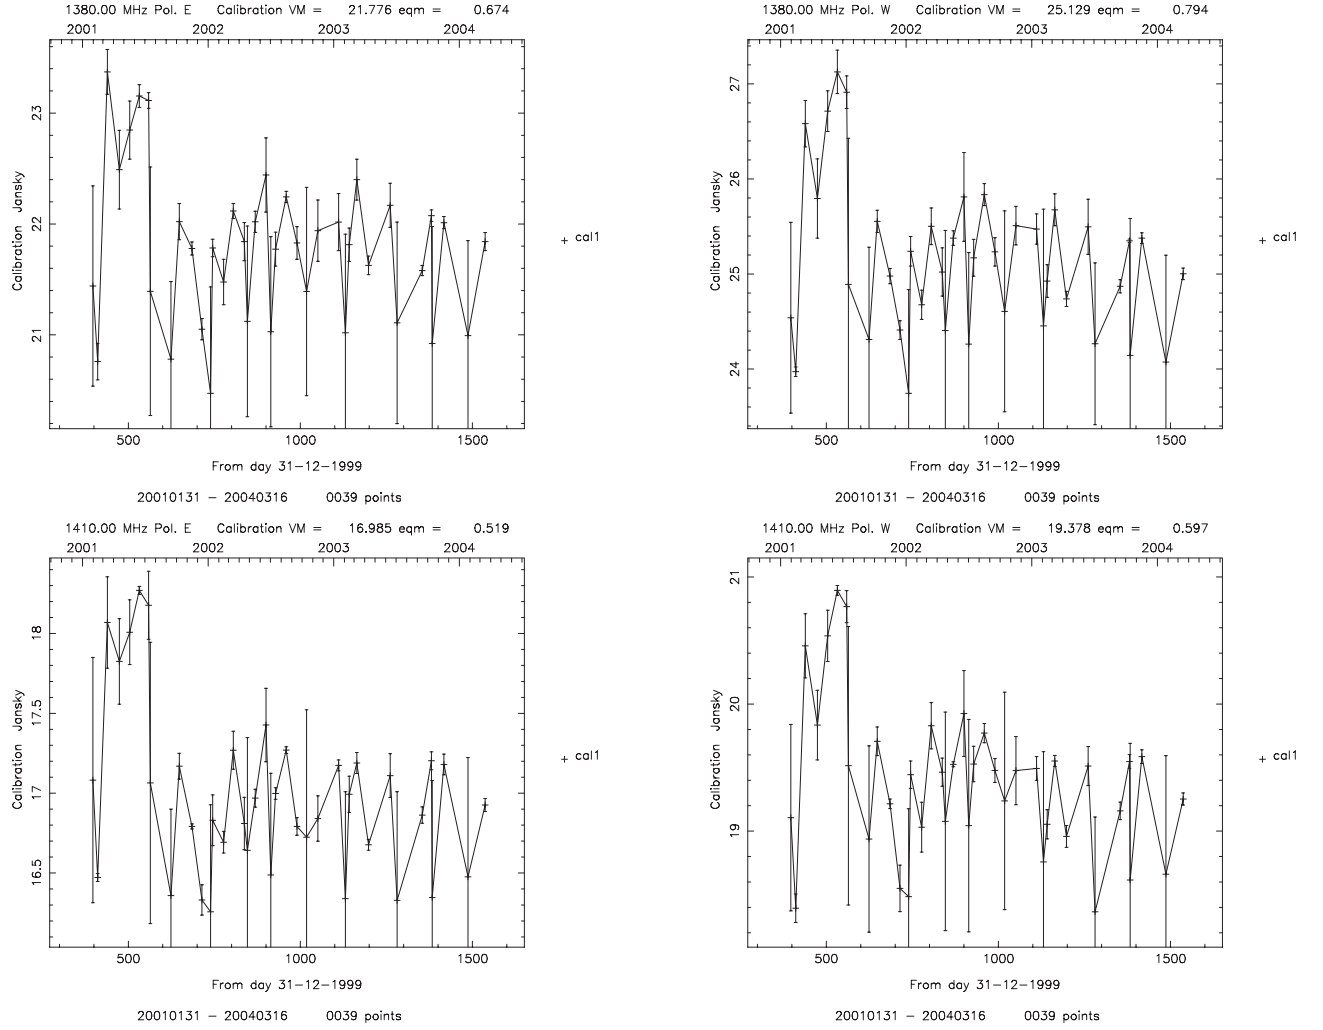 1380.00 MHz Pol. E Calibration VM = 21.776 eqm = 0.674
2001 2002 2003 2004
23
22
21
Calibration Jansky
+ cal1
500 1000 1500
From day 31-12-1999
20010131 - 20040316 0039 points
1380.00 MHz Pol. W Calibration VM = 25.129 eqm = 0.794
2001 2002 2003 2004
27
26
25
24
Calibration Jansky
+ cal1
500 1000 1500
From day 31-12-1999
20010131 - 20040316 0039 points
1410.00 MHz Pol. E Calibration VM = 16.985 eqm = 0.519
2001 2002 2003 2004
18
17.5
17
16.5
Calibration Jansky
+ cal1
500 1000 1500
From day 31-12-1999
20010131 - 20040316 0039 points
1410.00 MHz Pol. W Calibration VM = 19.378 eqm = 0.597
2001 2002 2003 2004
21
20
19
Calibration Jansky
+ cal1
500 1000 1500
From day 31-12-1999
20010131 - 20040316 0039 points